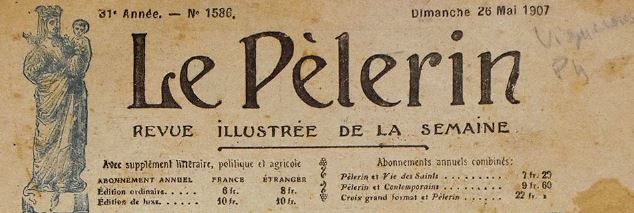 31e Année. — No 1586. Dimanche 26 Mai 1907
Le Pèlerin
REVUE ILLUSTRÉE DE LA SEMAINE
Avec supplément littéraire, politique et agricole
ABONNEMENT ANNUEL FRANCE ÉTRANGER
Édition ordinaire..... 6 fr. 8 fr.
Édition de luxe..... 10 fr. 10 fr.
Abonnements annuels combinés:
Pèlerin et Vie des Saints........ 7 fr. 20
Pèlerin et Contemporains........ 9 fr. 60
Croix grand format et Pèlerin..... 22 fr.